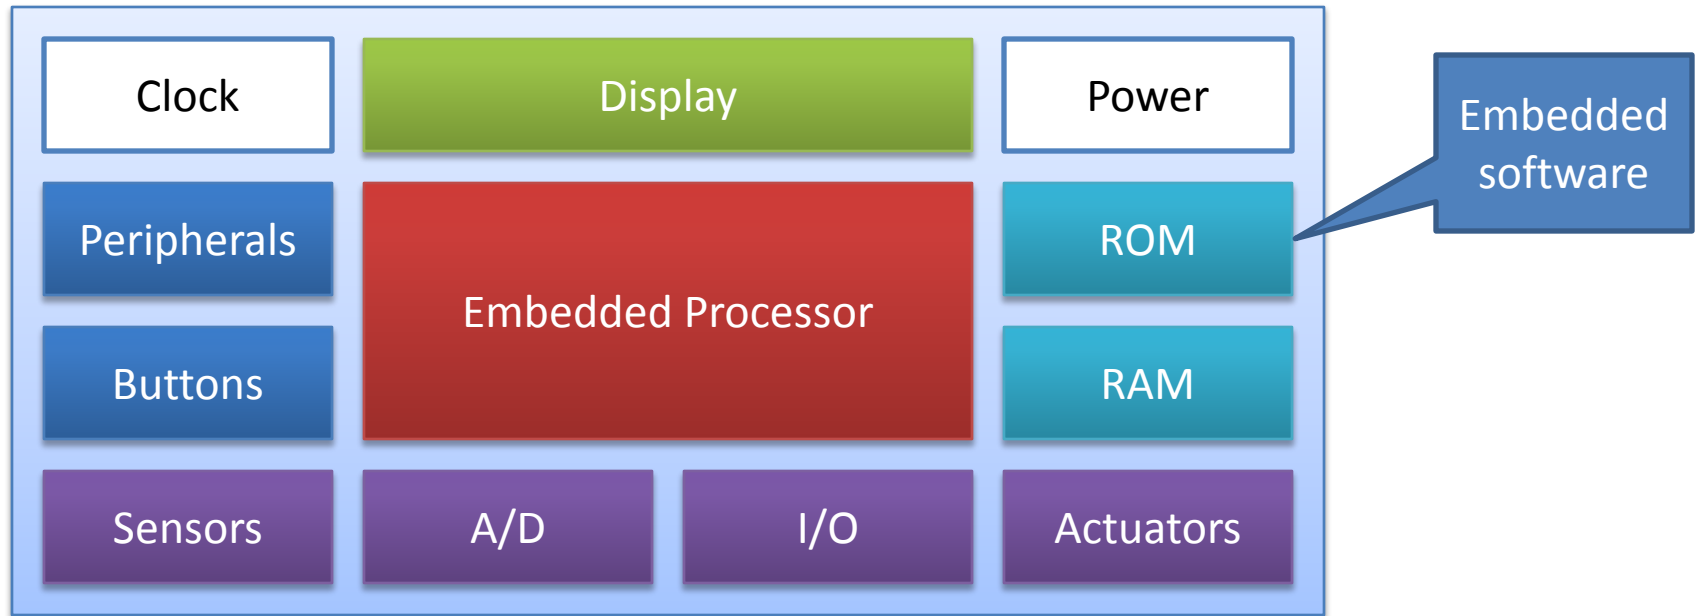 Clock
Display
Power
Embedded
software
Peripherals
Embedded Processor
ROM
Buttons
RAM
Sensors
A/D
I/O
Actuators